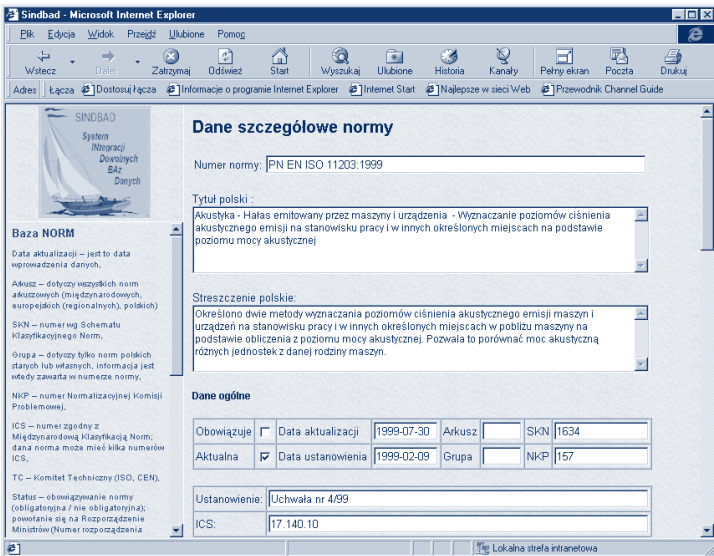 Sindbad - Microsoft Internet Explorer
Plik Edycja Widok Przejdź Ulubione Pomoc
Wstecz Dalej Zatrzymaj Odśwież Start Wyszukaj Ulubione Historia Kanały Pełny ekran Poczta Drukuj
Adres Łącza Dostosuj łącza Informacje o programie Internet Explorer Internet Start Najlepsze w sieci Web Przewodnik Channel Guide
SINDBAD
System
INtegracji
Dowolnych
BAz
Danych
Baza NORM
Data aktualizacji – jest to data
wprowadzenia danych,
Arkusz – dotyczy wszystkich norm
arkuszowych (międzynarodowych,
europejskich (regionalnych), polskich)
SKN – numer wg Schematu
Klasyfikacyjnego Norm,
Grupa – dotyczy tylko norm polskich
starych lub własnych, informacja jest
wtedy zawarta w numerze normy,
NKP – numer Normalizacyjnej Komisji
Problemowej,
ICS – numer zgodny z
Międzynarodową Klasyfikacją Norm;
dana norma może mieć kilka numerów
ICS,
TC – Komitet Techniczny (ISO, CEN),
Status – obowiązywanie normy
(obligatoryjna / nie obligatoryjna);
powołanie się na Rozporządzenie
Ministrów (Numer rozporządzenia
Dane szczegółowe normy
Numer normy: PN EN ISO 11203:1999
Tytuł polski :
Akustyka - Hałas emitowany przez maszyny i urządzenia - Wyznaczanie poziomów ciśnienia
akustycznego emisji na stanowisku pracy i w innych określonych miejscach na podstawie
poziomu mocy akustycznej
Streszczenie polskie:
Określono dwie metody wyznaczania poziomów ciśnienia akustycznego emisji maszyn i
urządzeń na stanowisku pracy i w innych określonych miejscach w pobliżu maszyny na
podstawie obliczenia z poziomu mocy akustycznej. Pozwala to porównać moc akustyczną
różnych jednostek z danej rodziny maszyn.
Dane ogólne
Obowiązuje Data aktualizacji 1999-07-30 Arkusz SKN 1634
Aktualna Data ustanowienia 1999-02-09 Grupa NKP 157
Ustanowienie: Uchwała nr 4/99
ICS: 17.140.10
Lokalna strefa intranetowa